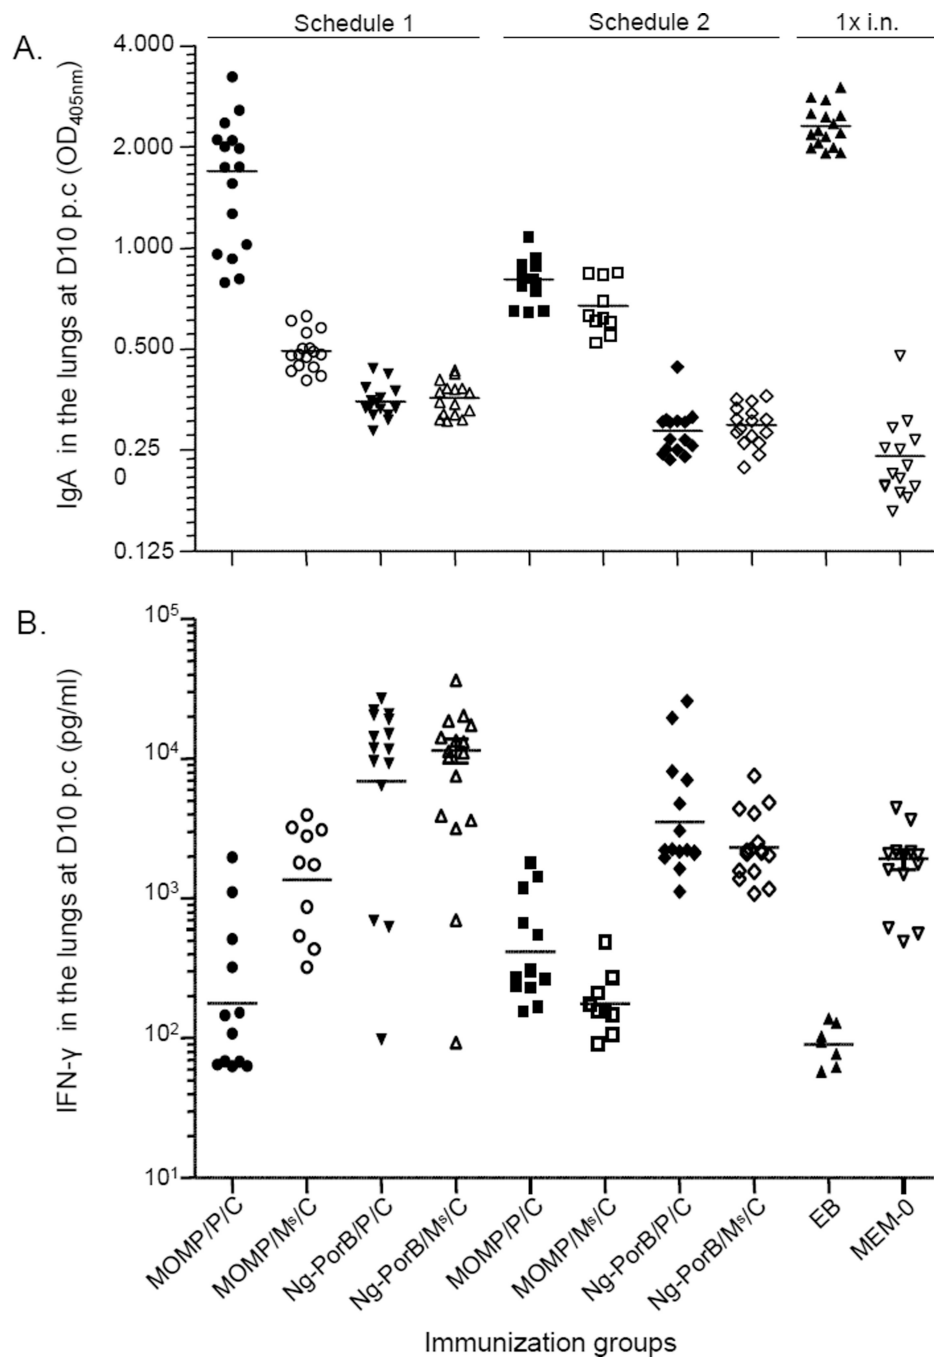 Schedule 1 Schedule 2 1x i.n.
A.
IgA in the lungs at D10 p.c (OD405nm)
4.000
2.000
1.000
0.500
0.25
0
0.125
B.
IFN-γ in the lungs at D10 p.c (pg/ml)
10⁵
10⁴
10³
10²
10¹
MOMP/P/C
MOMP/Mˢ/C
Ng-PorB/P/C
Ng-PorB/Mˢ/C
MOMP/P/C
MOMP/Mˢ/C
Ng-PorB/P/C
Ng-PorB/Mˢ/C
EB
MEM-0
Immunization groups